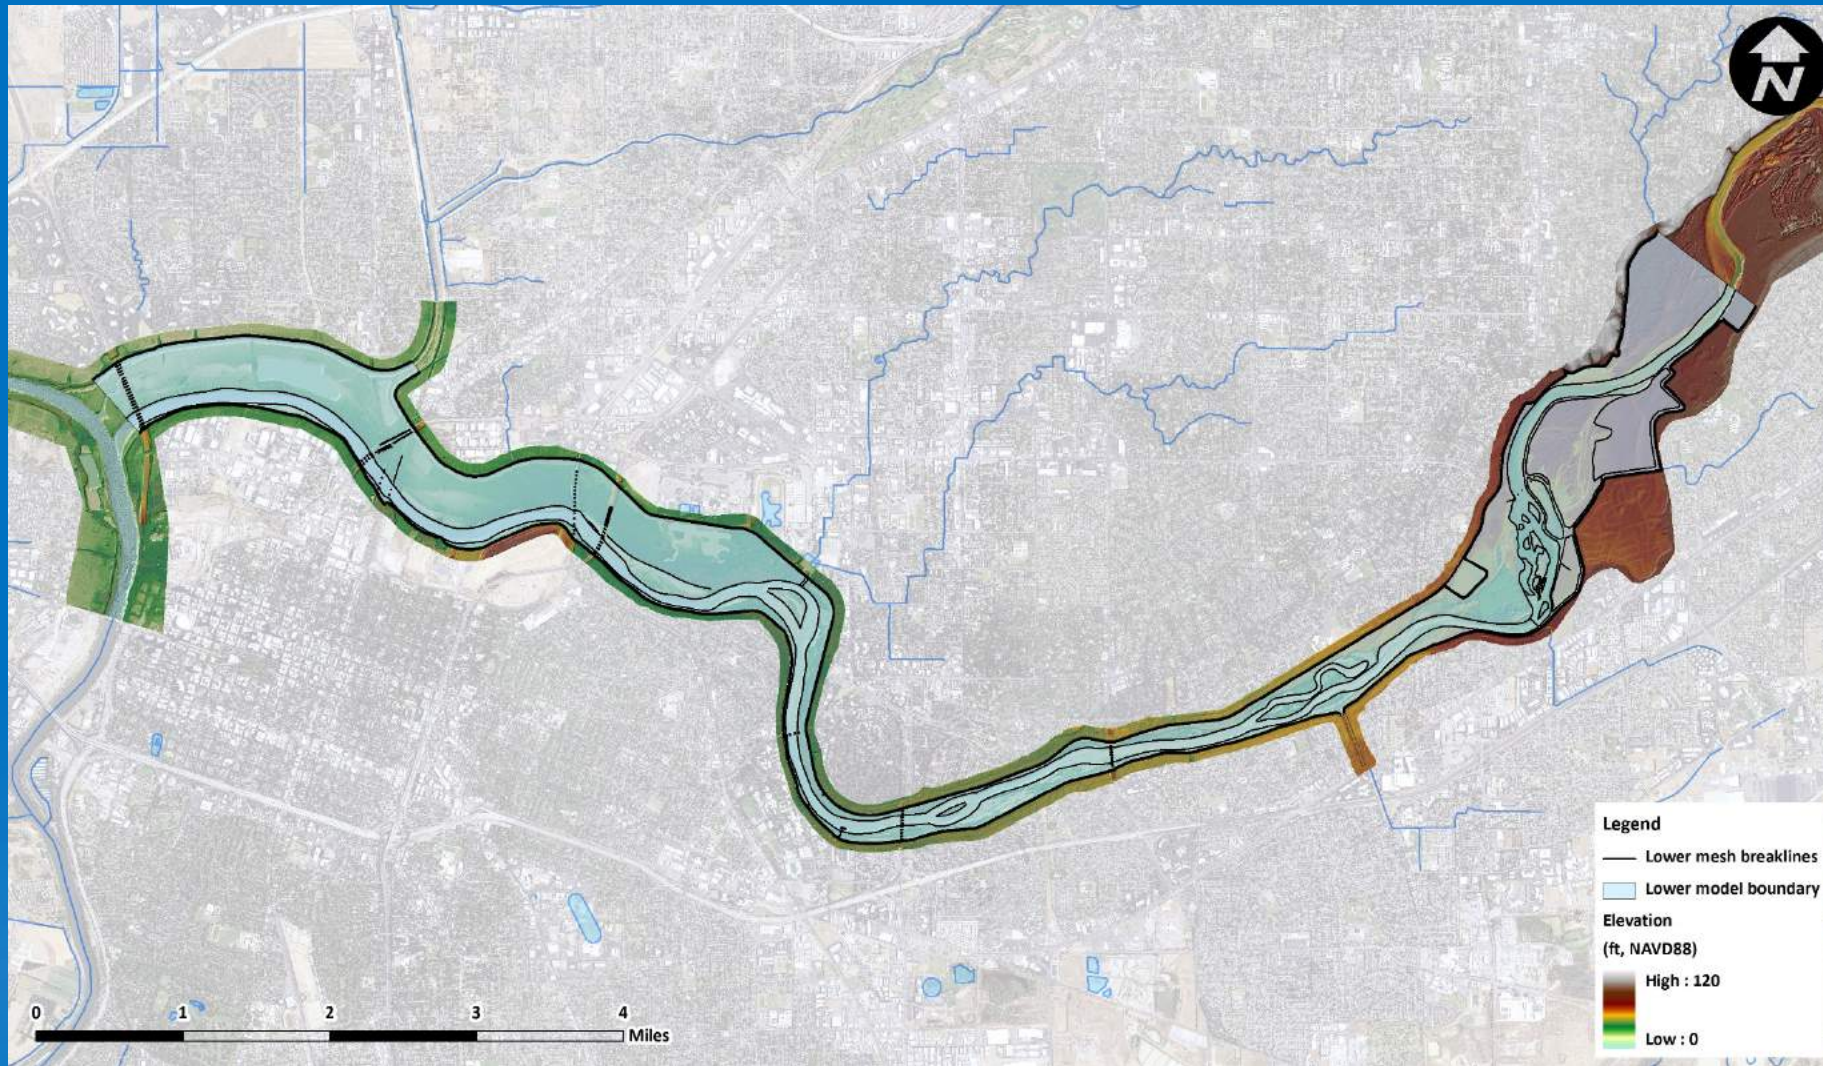 N
Legend
Lower mesh breaklines
Lower model boundary
Elevation
(ft, NAVD88)
High : 120
Low : 0
0 1 2 3 4
Miles